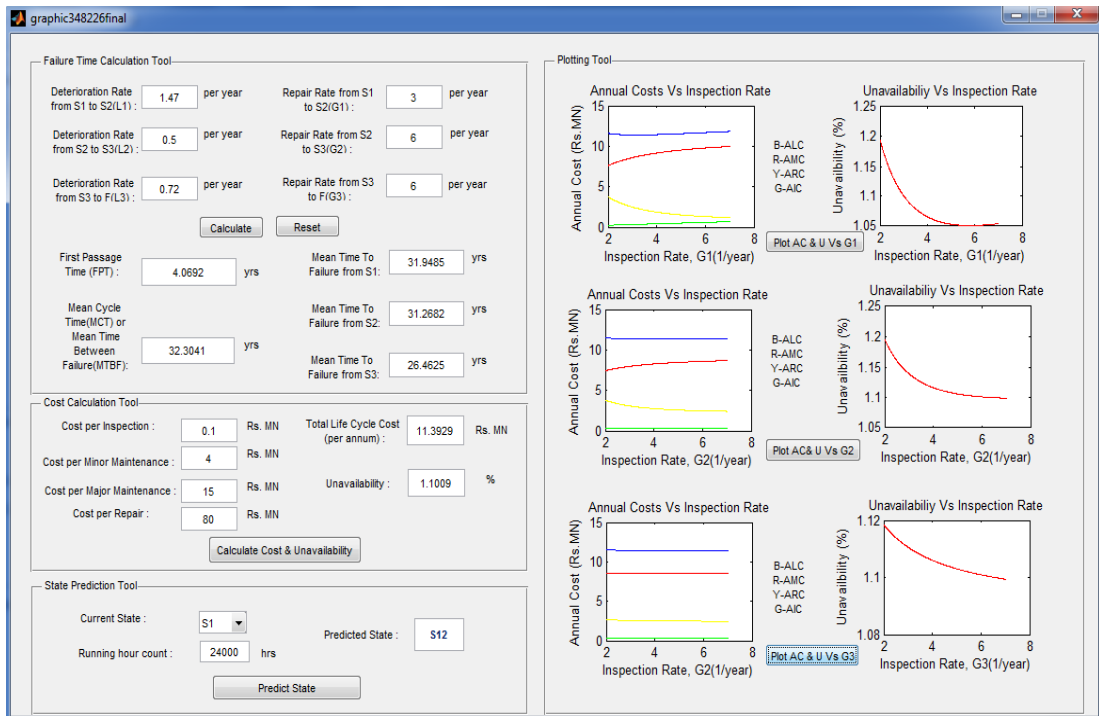 graphic348226final
Failure Time Calculation Tool
Deterioration Rate
from S1 to S2(L1) :
1.47
per year
Repair Rate from S1
to S2(G1) :
3
per year
Deterioration Rate
from S2 to S3(L2) :
0.5
per year
Repair Rate from S2
to S3(G2) :
6
per year
Deterioration Rate
from S3 to F(L3) :
0.72
per year
Repair Rate from S3
to F(G3) :
6
per year
Calculate
Reset
First Passage
Time (FPT) :
4.0692
yrs
Mean Time To
Failure from S1:
31.9485
yrs
Mean Cycle
Time(MCT) or
Mean Time
Between
Failure(MTBF):
32.3041
yrs
Mean Time To
Failure from S2:
31.2682
yrs
Mean Time To
Failure from S3:
26.4625
yrs
Cost Calculation Tool
Cost per Inspection :
0.1
Rs. MN
Total Life Cycle Cost
(per annum) :
11.3929
Rs. MN
Cost per Minor Maintenance :
4
Rs. MN
Cost per Major Maintenance :
15
Rs. MN
Unavailability :
1.1009
%
Cost per Repair :
80
Rs. MN
Calculate Cost & Unavailability
State Prediction Tool
Current State :
S1
Predicted State :
S12
Running hour count :
24000
hrs
Predict State
Plotting Tool
Annual Costs Vs Inspection Rate
Annual Cost (Rs.MN)
15
10
5
0
2 4 6 8
Inspection Rate, G1(1/year)
B-ALC
R-AMC
Y-ARC
G-AIC
Plot AC & U Vs G1
Unavailabiliy Vs Inspection Rate
Unavailbility (%)
1.25
1.2
1.15
1.1
1.05
2 4 6 8
Inspection Rate, G1(1/year)
Annual Costs Vs Inspection Rate
Annual Cost (Rs.MN)
15
10
5
0
2 4 6 8
Inspection Rate, G2(1/year)
B-ALC
R-AMC
Y-ARC
G-AIC
Plot AC& U Vs G2
Unavailabiliy Vs Inspection Rate
Unavailbility (%)
1.25
1.2
1.15
1.1
1.05
2 4 6 8
Inspection Rate, G2(1/year)
Annual Costs Vs Inspection Rate
Annual Cost (Rs.MN)
15
10
5
0
2 4 6 8
Inspection Rate, G2(1/year)
B-ALC
R-AMC
Y-ARC
G-AIC
Plot AC & U Vs G3
Unavailabiliy Vs Inspection Rate
Unavailbility (%)
1.12
1.1
1.08
2 4 6 8
Inspection Rate, G3(1/year)